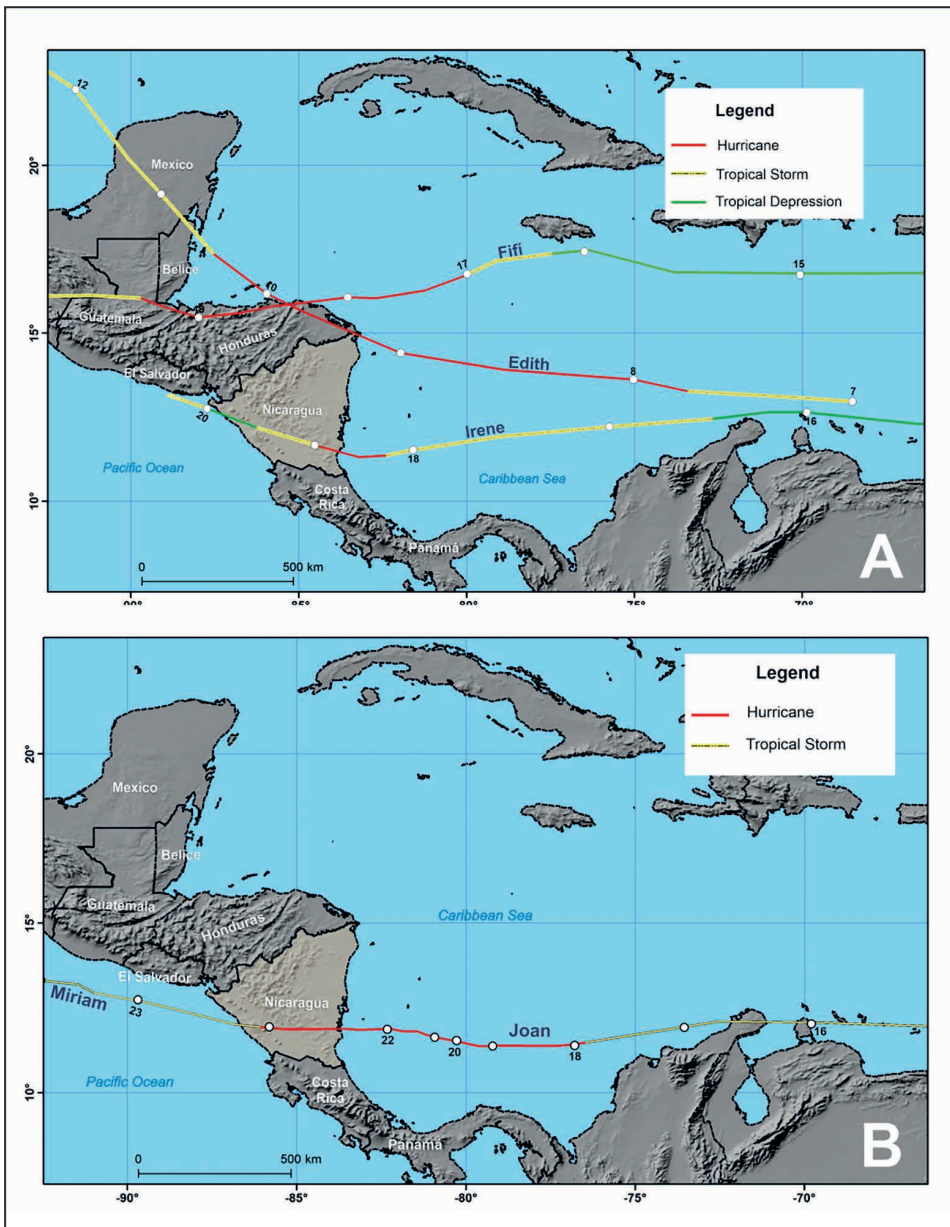 Legend
Hurricane
Tropical Storm
Tropical Depression
12
20°
Mexico
Belice
Fifi
17
15
10
15°
Guatemala
Honduras
El Salvador
Edith
8
7
Nicaragua
20
Irene
18
16
Pacific Ocean
Caribbean Sea
10°
Costa
Rica
Panamá
0
500 km
A
-90°
-85°
-80°
-75°
-70°
Legend
Hurricane
Tropical Storm
20°
Mexico
Belice
15°
Guatemala
Honduras
Caribbean Sea
El Salvador
Miriam
23
Nicaragua
22
20
Joan
18
16
Pacific Ocean
10°
Costa
Rica
Panamá
0
500 km
B
-90°
-85°
-80°
-75°
-70°